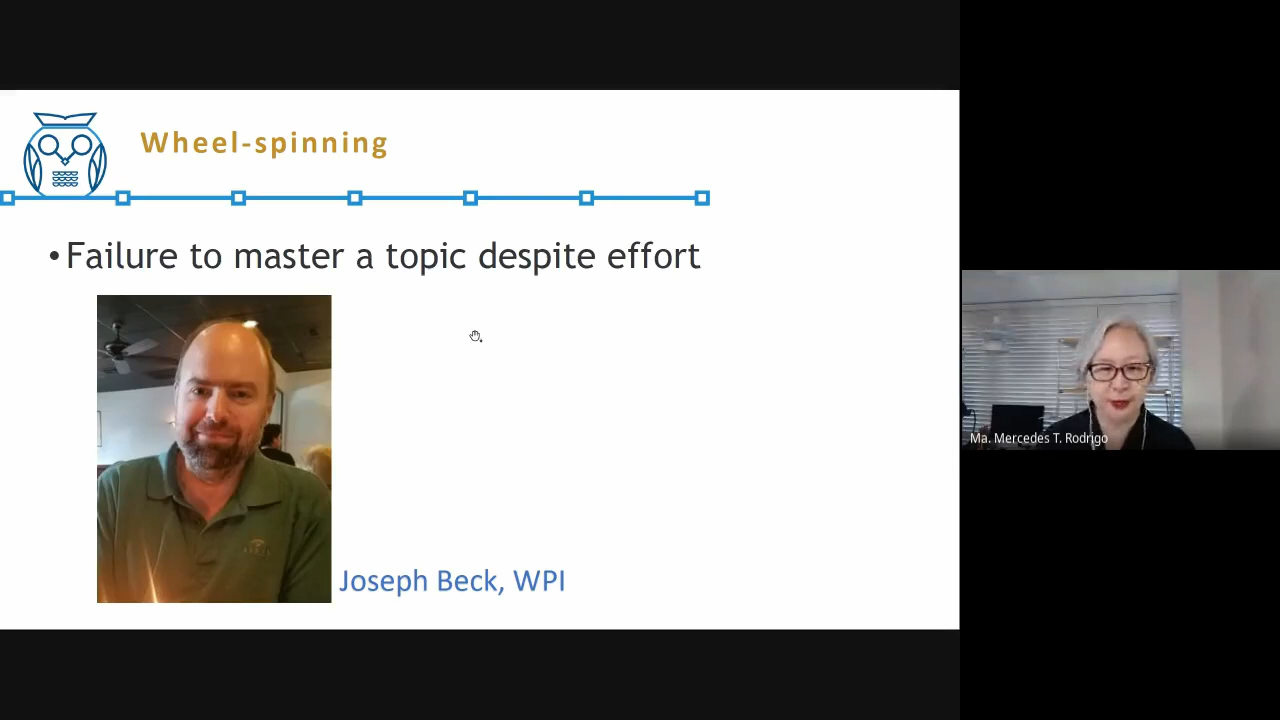 Wheel-spinning
• Failure to master a topic despite effort
Joseph Beck, WPI
Ma. Mercedes T. Rodrigo